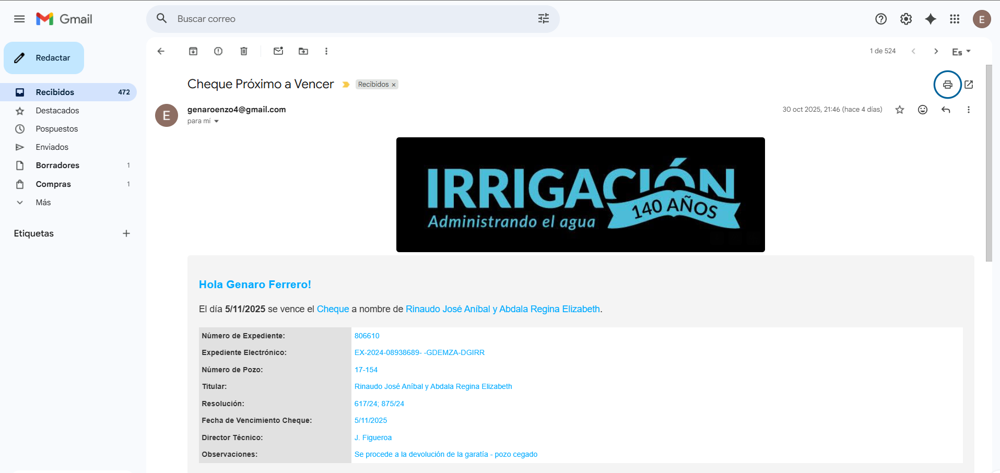 Gmail
Buscar correo
E
Redactar
1 de 524
Es
Recibidos 472
Destacados
Pospuestos
Enviados
Borradores 1
Compras 1
Más
Etiquetas
Cheque Próximo a Vencer Recibidos ×
E
genaroenzo4@gmail.com
30 oct 2025, 21:46 (hace 4 días)
para mí
IRRIGACIÓN
140 AÑOS
Administrando el agua
Hola Genaro Ferrero!
El día 5/11/2025 se vence el Cheque a nombre de Rinaudo José Aníbal y Abdala Regina Elizabeth.
Número de Expediente: 806610
Expediente Electrónico: EX-2024-08938689- -GDEMZA-DGIRR
Número de Pozo: 17-154
Titular: Rinaudo José Aníbal y Abdala Regina Elizabeth
Resolución: 617/24; 875/24
Fecha de Vencimiento Cheque: 5/11/2025
Director Técnico: J. Figueroa
Observaciones: Se procede a la devolución de la garatía - pozo cegado